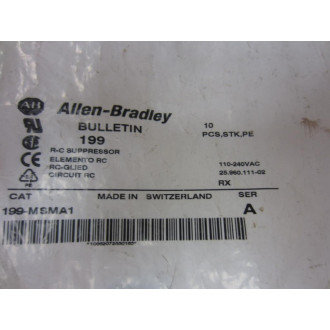 AB
Allen-Bradley
BULLETIN 10
199 PCS,STK,PE
R-C SUPPRESSOR
ELEMENTO RC
RC-GLIED 110-240VAC
CIRCUIT RC 25.960.111-02
RX
CAT MADE IN SWITZERLAND SER
199-MSMA1 A